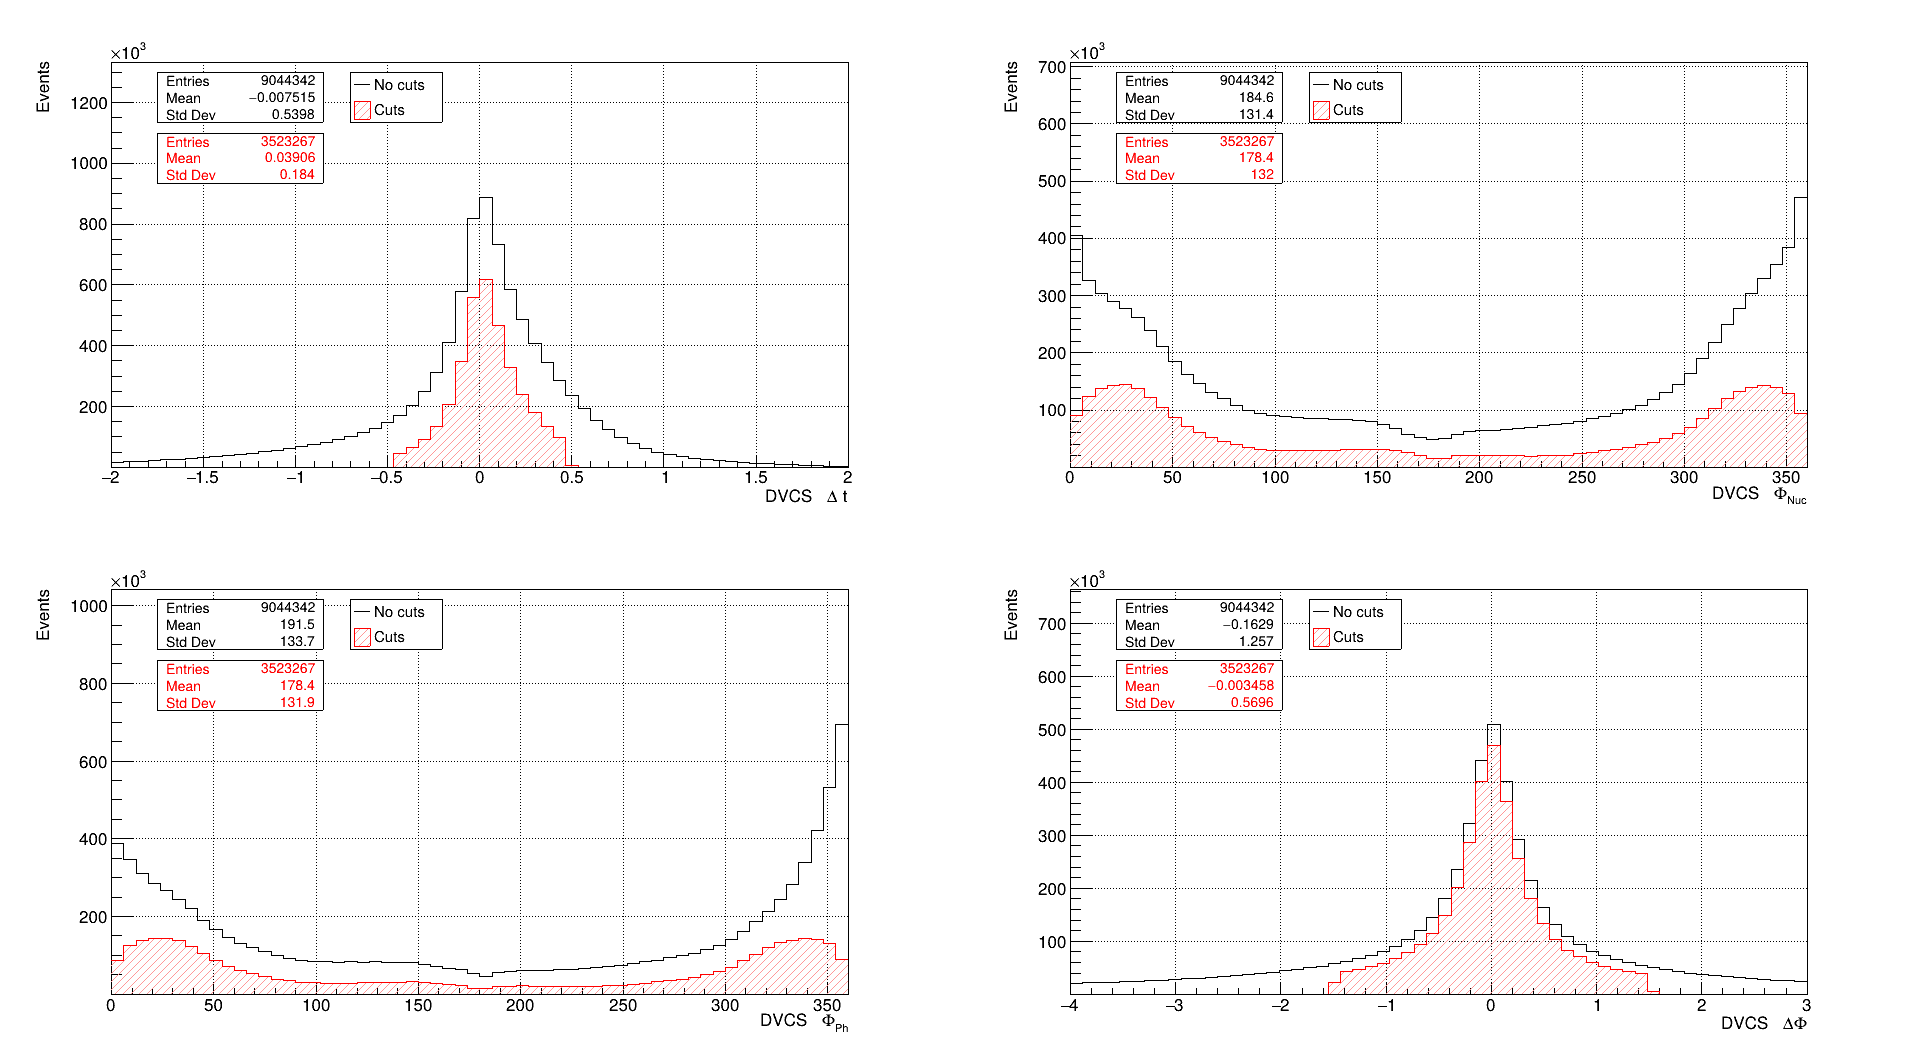 ×10³
Events
Entries 9044342
Mean −0.007515
Std Dev 0.5398
Entries 3523267
Mean 0.03906
Std Dev 0.184
No cuts
Cuts
1200
1000
800
600
400
200
−2 −1.5 −1 −0.5 0 0.5 1 1.5 2
DVCS Δ t
×10³
Events
Entries 9044342
Mean 184.6
Std Dev 131.4
Entries 3523267
Mean 178.4
Std Dev 132
No cuts
Cuts
700
600
500
400
300
200
100
0 50 100 150 200 250 300 350
DVCS Φ_Nuc
×10³
Events
Entries 9044342
Mean 191.5
Std Dev 133.7
Entries 3523267
Mean 178.4
Std Dev 131.9
No cuts
Cuts
1000
800
600
400
200
0 50 100 150 200 250 300 350
DVCS Φ_Ph
×10³
Events
Entries 9044342
Mean −0.1629
Std Dev 1.257
Entries 3523267
Mean −0.003458
Std Dev 0.5696
No cuts
Cuts
700
600
500
400
300
200
100
−4 −3 −2 −1 0 1 2 3
DVCS ΔΦ